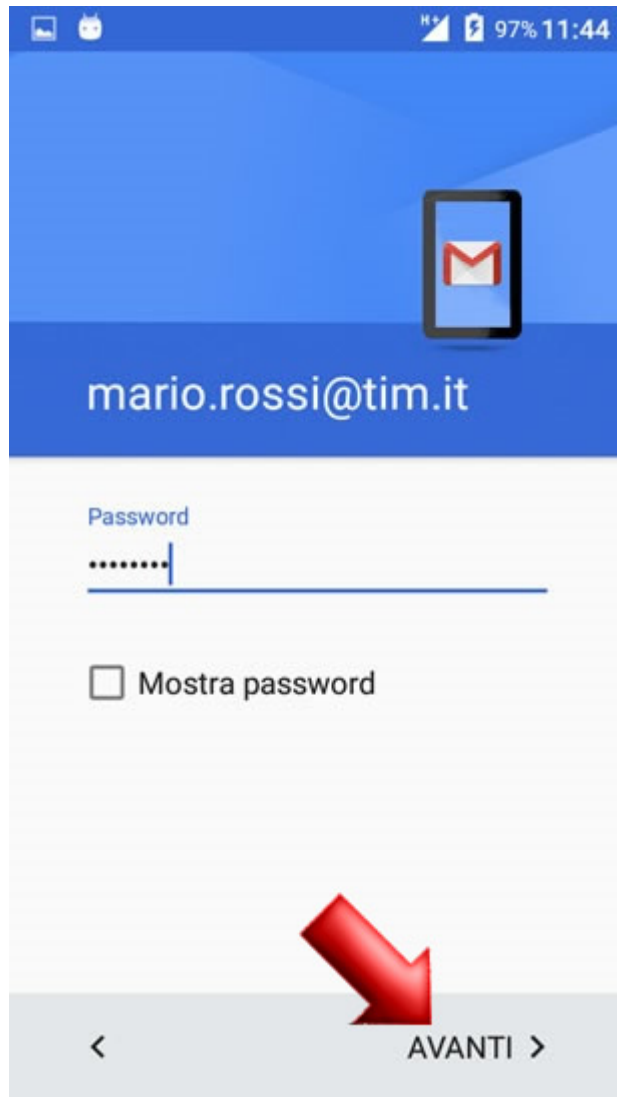 H+ 97% 11:44
mario.rossi@tim.it
Password
••••••••
Mostra password
< AVANTI >